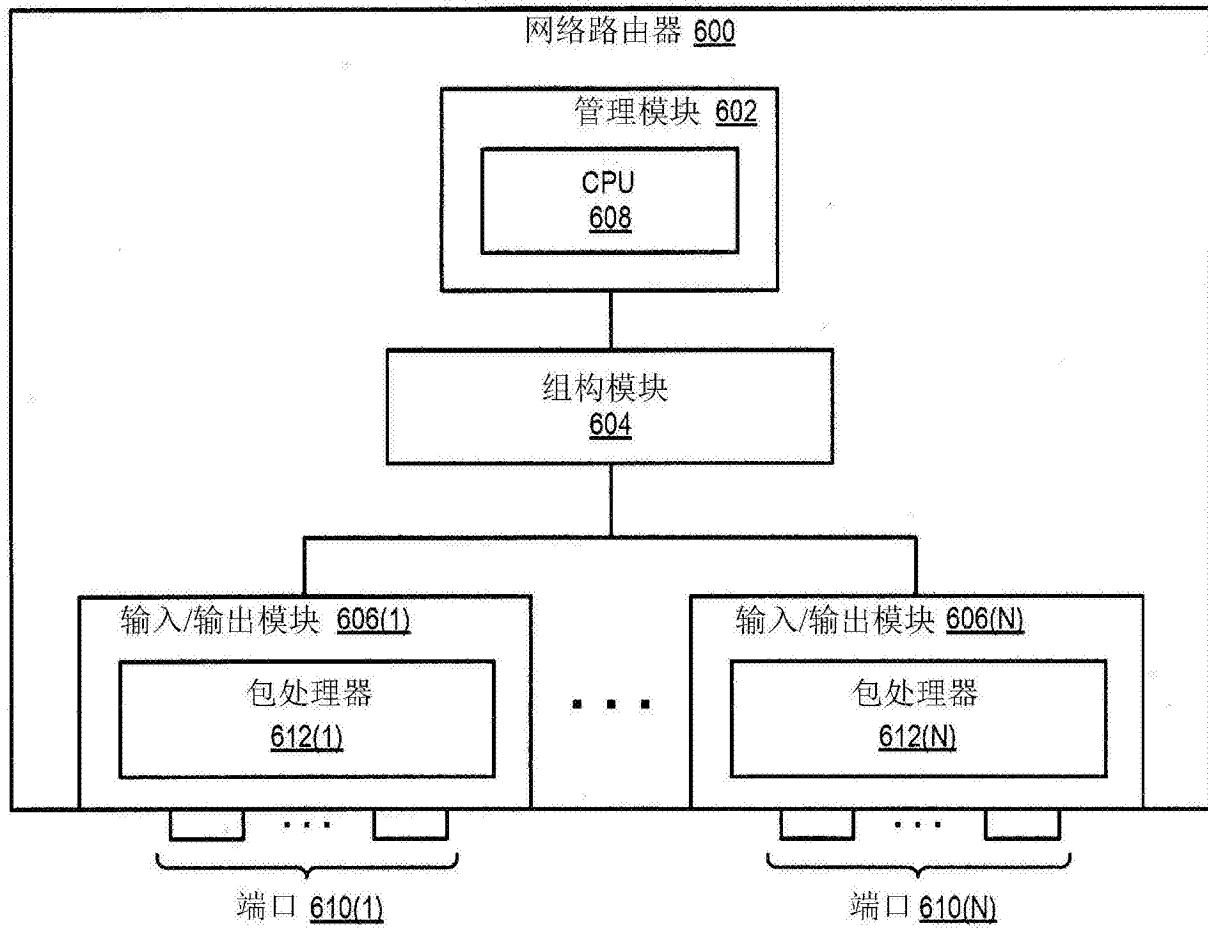 网络路由器 600
管理模块 602
CPU
608
组构模块
604
输入/输出模块 606(1)
包处理器
612(1)
输入/输出模块 606(N)
包处理器
612(N)
端口 610(1)
端口 610(N)